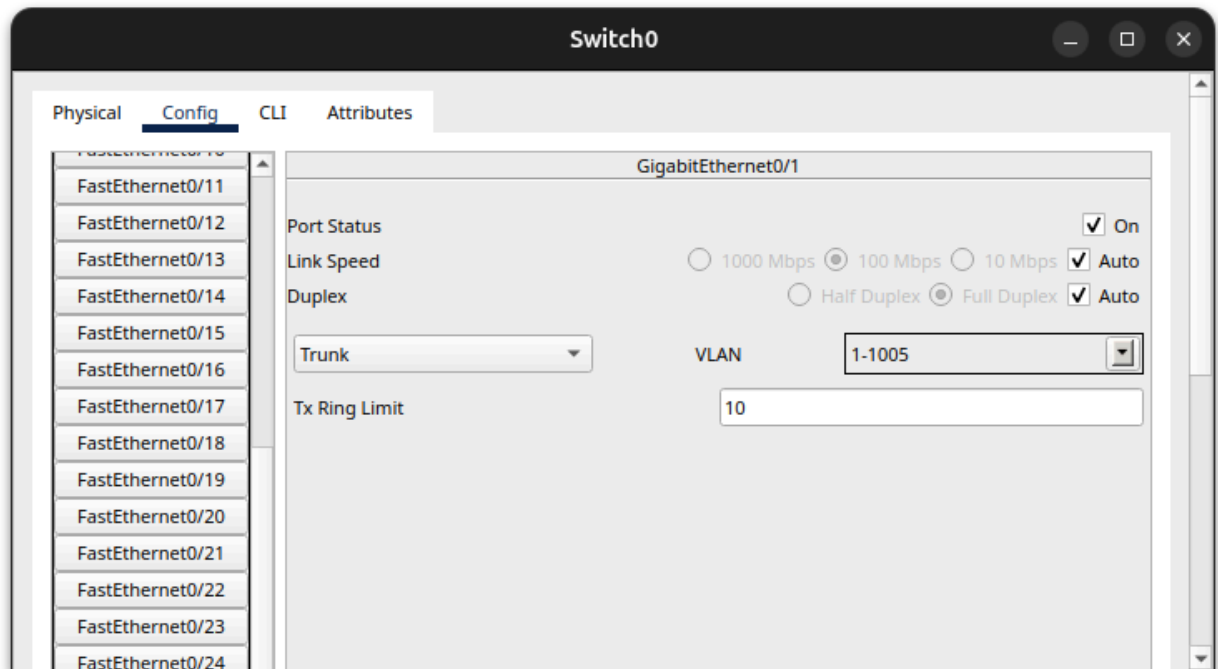 Switch0
Physical Config CLI Attributes
GigabitEthernet0/1
FastEthernet0/11
FastEthernet0/12
FastEthernet0/13
FastEthernet0/14
FastEthernet0/15
FastEthernet0/16
FastEthernet0/17
FastEthernet0/18
FastEthernet0/19
FastEthernet0/20
FastEthernet0/21
FastEthernet0/22
FastEthernet0/23
FastEthernet0/24
Port Status On
Link Speed 1000 Mbps 100 Mbps 10 Mbps Auto
Duplex Half Duplex Full Duplex Auto
Trunk VLAN 1-1005
Tx Ring Limit 10